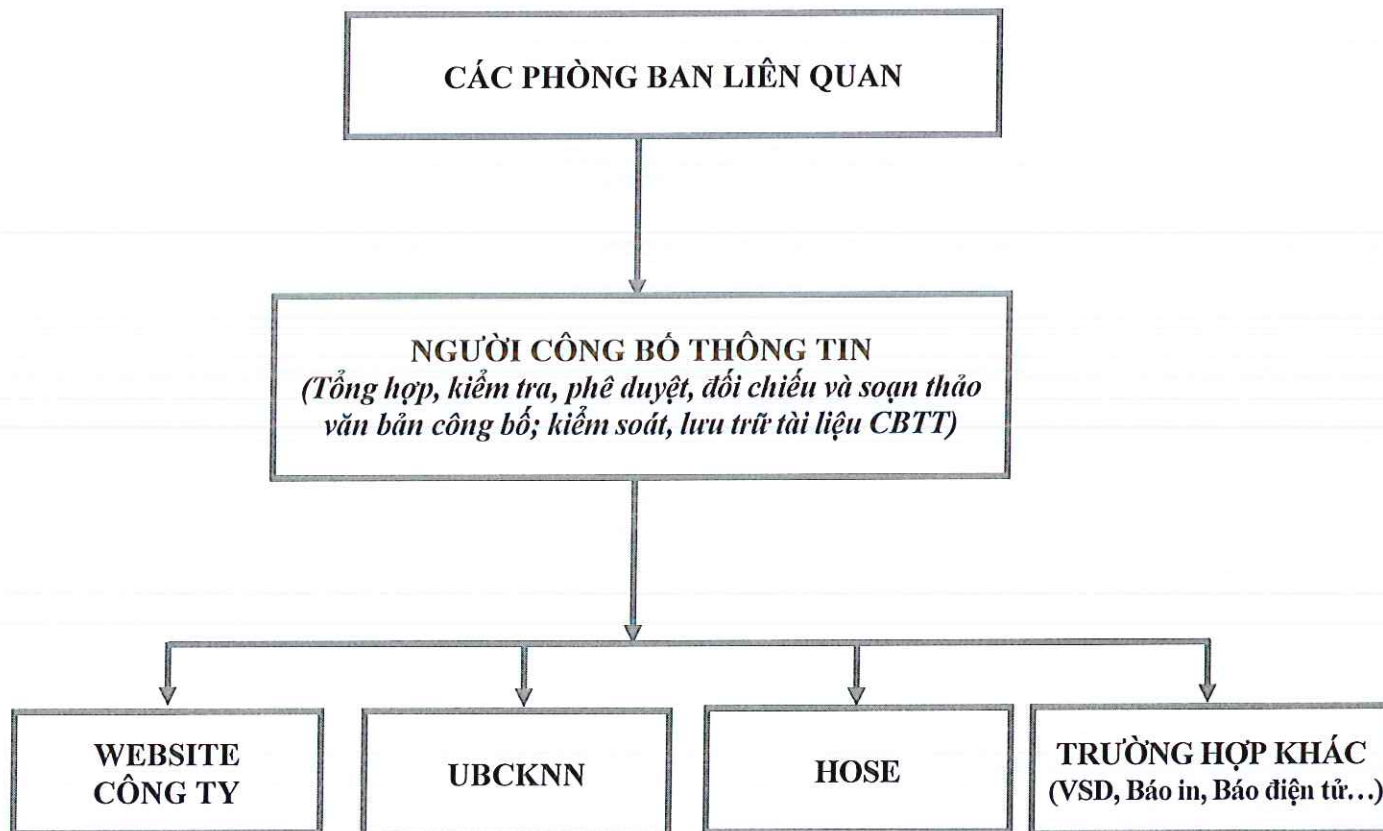 CÁC PHÒNG BAN LIÊN QUAN
NGƯỜI CÔNG BỐ THÔNG TIN
(Tổng hợp, kiểm tra, phê duyệt, đối chiếu và soạn thảo
văn bản công bố; kiểm soát, lưu trữ tài liệu CBTT)
WEBSITE
CÔNG TY
UBCKNN
HOSE
TRƯỜNG HỢP KHÁC
(VSD, Báo in, Báo điện tử…)